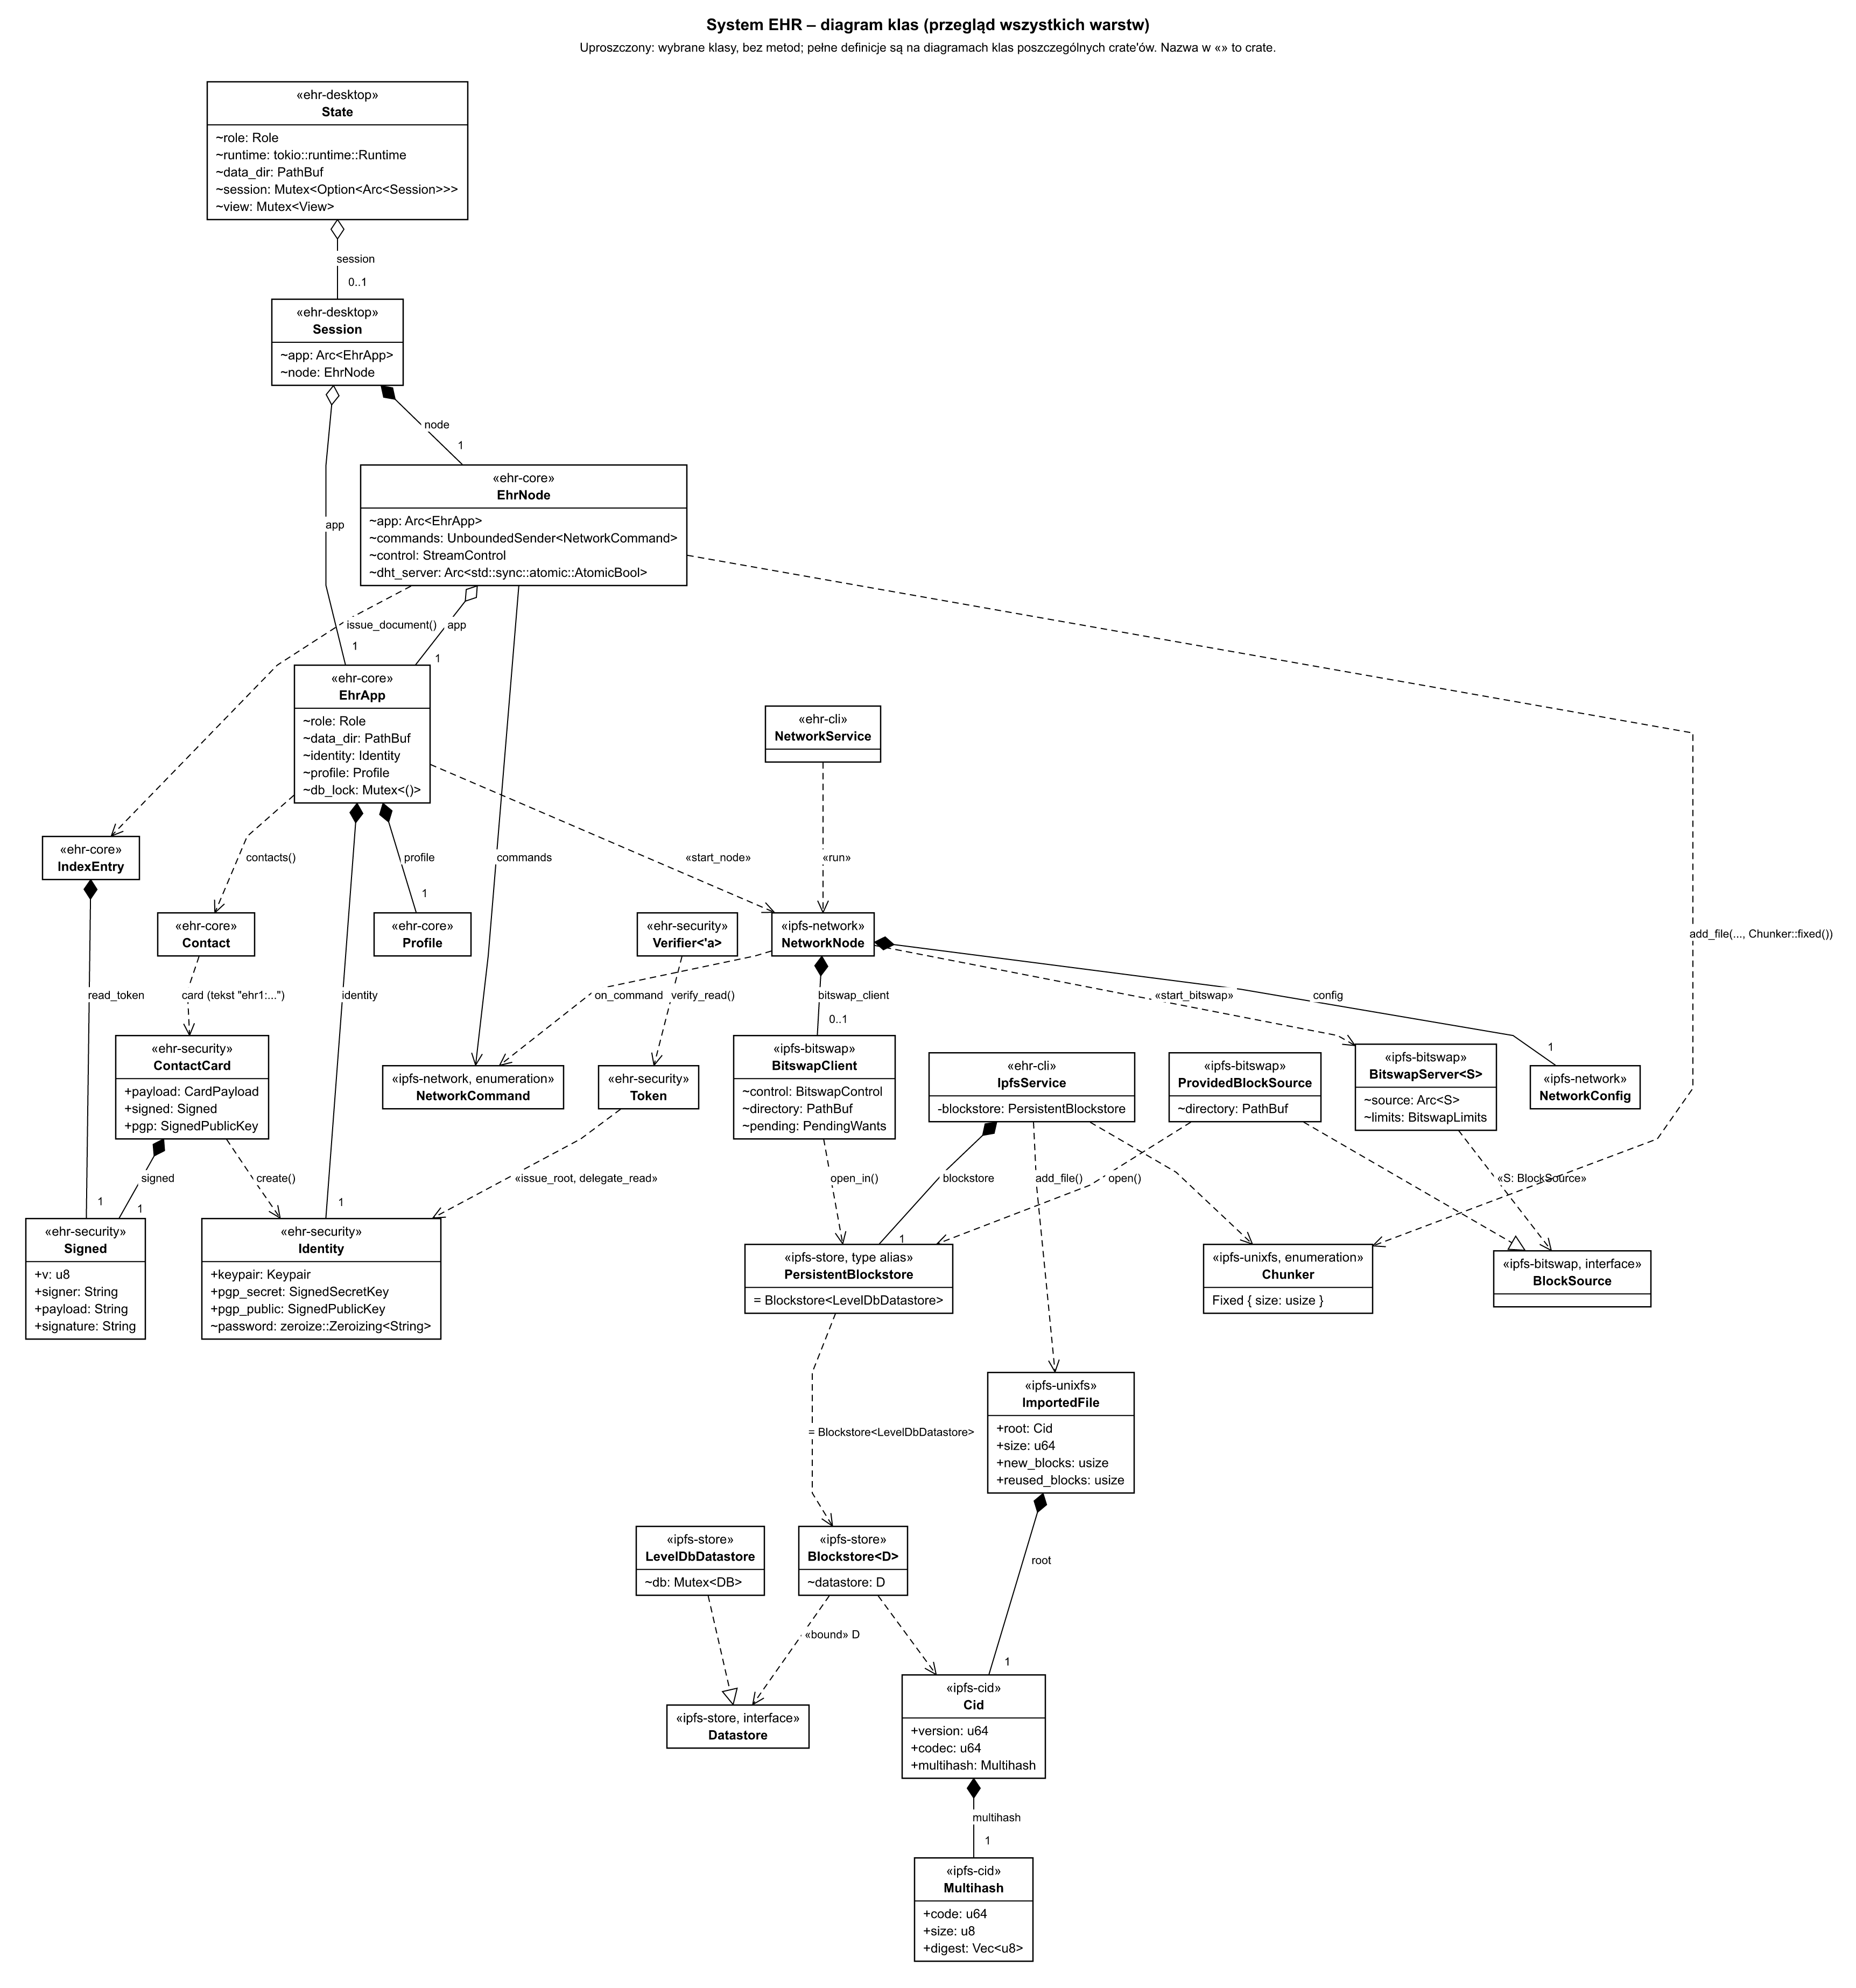 System EHR – diagram klas (przegląd wszystkich warstw)
Uproszczony: wybrane klasy, bez metod; pełne definicje są na diagramach klas poszczególnych crate'ów. Nazwa w «» to crate.
«ehr-desktop»
State
~role: Role
~runtime: tokio::runtime::Runtime
~data_dir: PathBuf
~session: Mutex<Option<Arc<Session>>>
~view: Mutex<View>
session
0..1
«ehr-desktop»
Session
~app: Arc<EhrApp>
~node: EhrNode
node
1
«ehr-core»
EhrNode
~app: Arc<EhrApp>
~commands: UnboundedSender<NetworkCommand>
~control: StreamControl
~dht_server: Arc<std::sync::atomic::AtomicBool>
app
issue_document()
app
1
1
«ehr-core»
EhrApp
~role: Role
~data_dir: PathBuf
~identity: Identity
~profile: Profile
~db_lock: Mutex<()>
«ehr-cli»
NetworkService
«ehr-core»
IndexEntry
contacts()
profile
commands
«start_node»
«run»
1
«ehr-core»
Contact
«ehr-core»
Profile
«ehr-security»
Verifier<'a>
«ipfs-network»
NetworkNode
add_file(..., Chunker::fixed())
read_token
card (tekst "ehr1:...")
identity
on_command
verify_read()
bitswap_client
«start_bitswap»
config
0..1
1
«ehr-security»
ContactCard
+payload: CardPayload
+signed: Signed
+pgp: SignedPublicKey
«ipfs-network, enumeration»
NetworkCommand
«ehr-security»
Token
«ipfs-bitswap»
BitswapClient
~control: BitswapControl
~directory: PathBuf
~pending: PendingWants
«ehr-cli»
IpfsService
-blockstore: PersistentBlockstore
«ipfs-bitswap»
ProvidedBlockSource
~directory: PathBuf
«ipfs-bitswap»
BitswapServer<S>
~source: Arc<S>
~limits: BitswapLimits
«ipfs-network»
NetworkConfig
signed
create()
«issue_root, delegate_read»
open_in()
blockstore
add_file()
open()
«S: BlockSource»
1
1
1
1
«ehr-security»
Signed
+v: u8
+signer: String
+payload: String
+signature: String
«ehr-security»
Identity
+keypair: Keypair
+pgp_secret: SignedSecretKey
+pgp_public: SignedPublicKey
~password: zeroize::Zeroizing<String>
«ipfs-store, type alias»
PersistentBlockstore
= Blockstore<LevelDbDatastore>
«ipfs-unixfs, enumeration»
Chunker
Fixed { size: usize }
«ipfs-bitswap, interface»
BlockSource
«ipfs-unixfs»
ImportedFile
+root: Cid
+size: u64
+new_blocks: usize
+reused_blocks: usize
= Blockstore<LevelDbDatastore>
«ipfs-store»
LevelDbDatastore
~db: Mutex<DB>
«ipfs-store»
Blockstore<D>
~datastore: D
root
«bound» D
1
«ipfs-store, interface»
Datastore
«ipfs-cid»
Cid
+version: u64
+codec: u64
+multihash: Multihash
multihash
1
«ipfs-cid»
Multihash
+code: u64
+size: u8
+digest: Vec<u8>